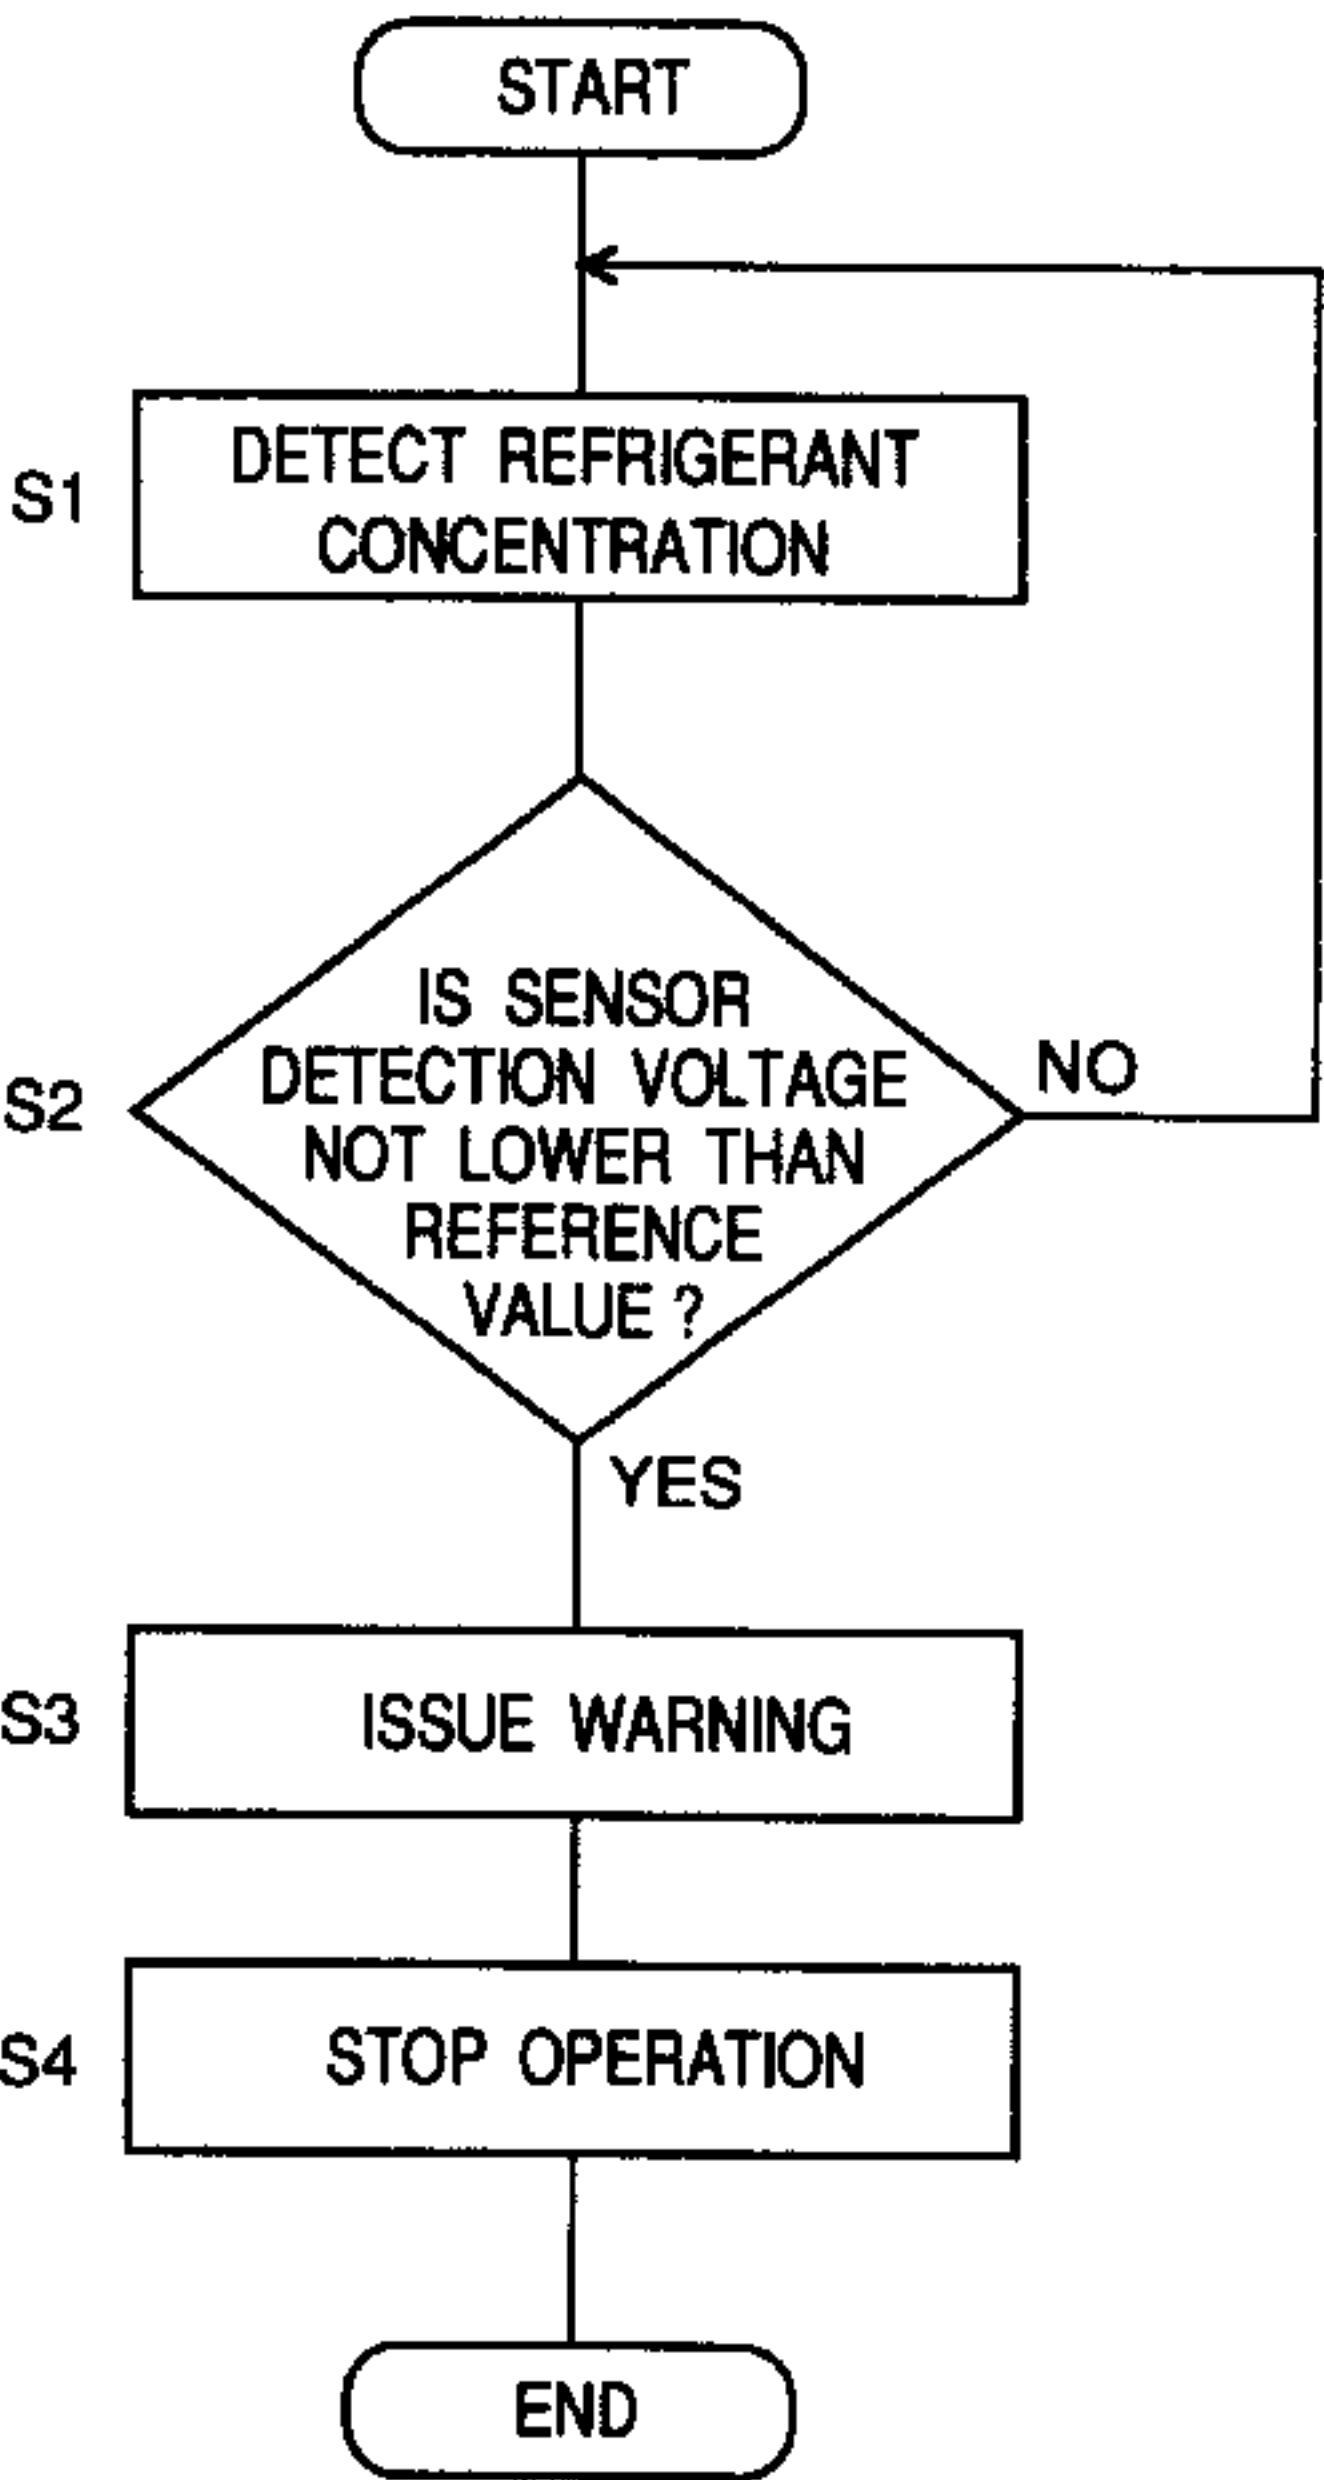 START
S1
DETECT REFRIGERANT
CONCENTRATION
S2
IS SENSOR
DETECTION VOLTAGE
NOT LOWER THAN
REFERENCE
VALUE ?
NO
YES
S3
ISSUE WARNING
S4
STOP OPERATION
END